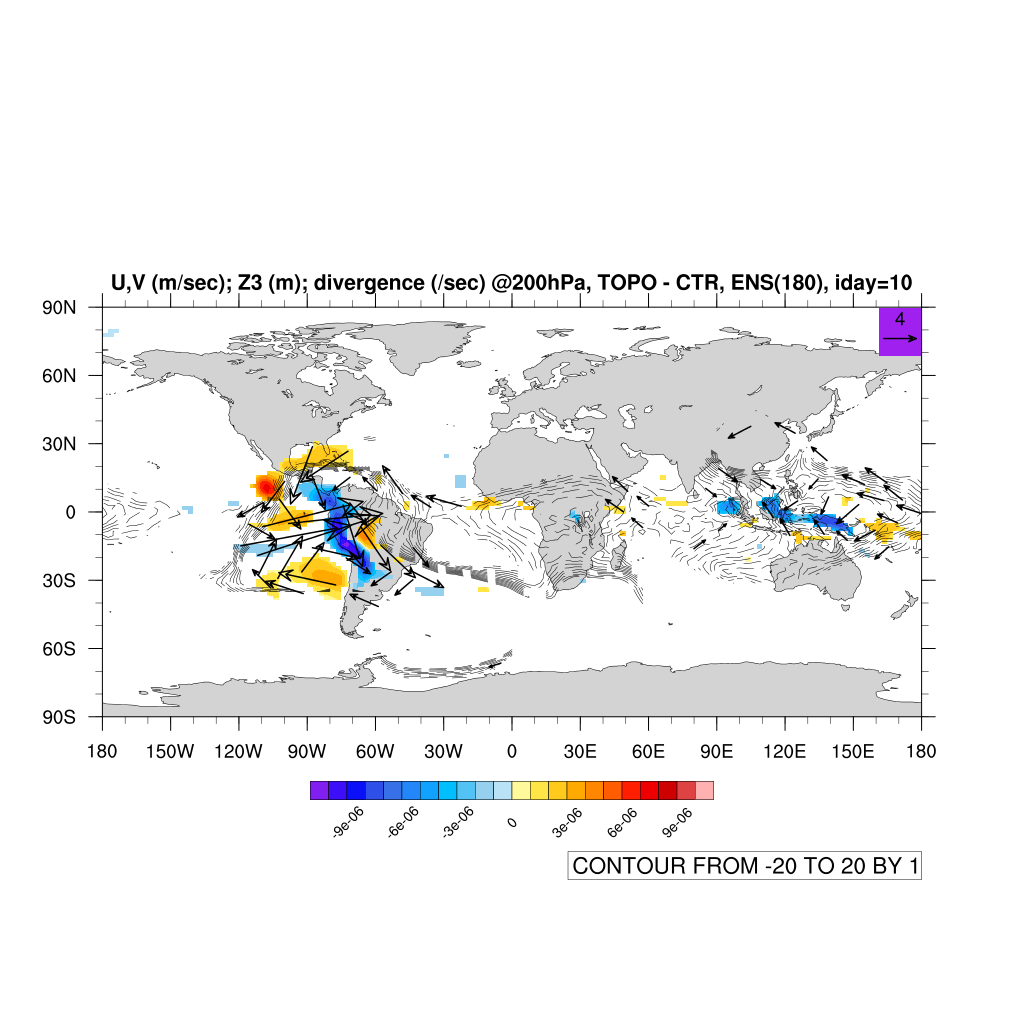 U,V (m/sec); Z3 (m); divergence (/sec) @200hPa, TOPO - CTR, ENS(180), iday=10
90N
4
60N
30N
0
30S
60S
90S
180 150W 120W 90W 60W 30W 0 30E 60E 90E 120E 150E 180
-9e-06 -6e-06 -3e-06 0 3e-06 6e-06 9e-06
CONTOUR FROM -20 TO 20 BY 1